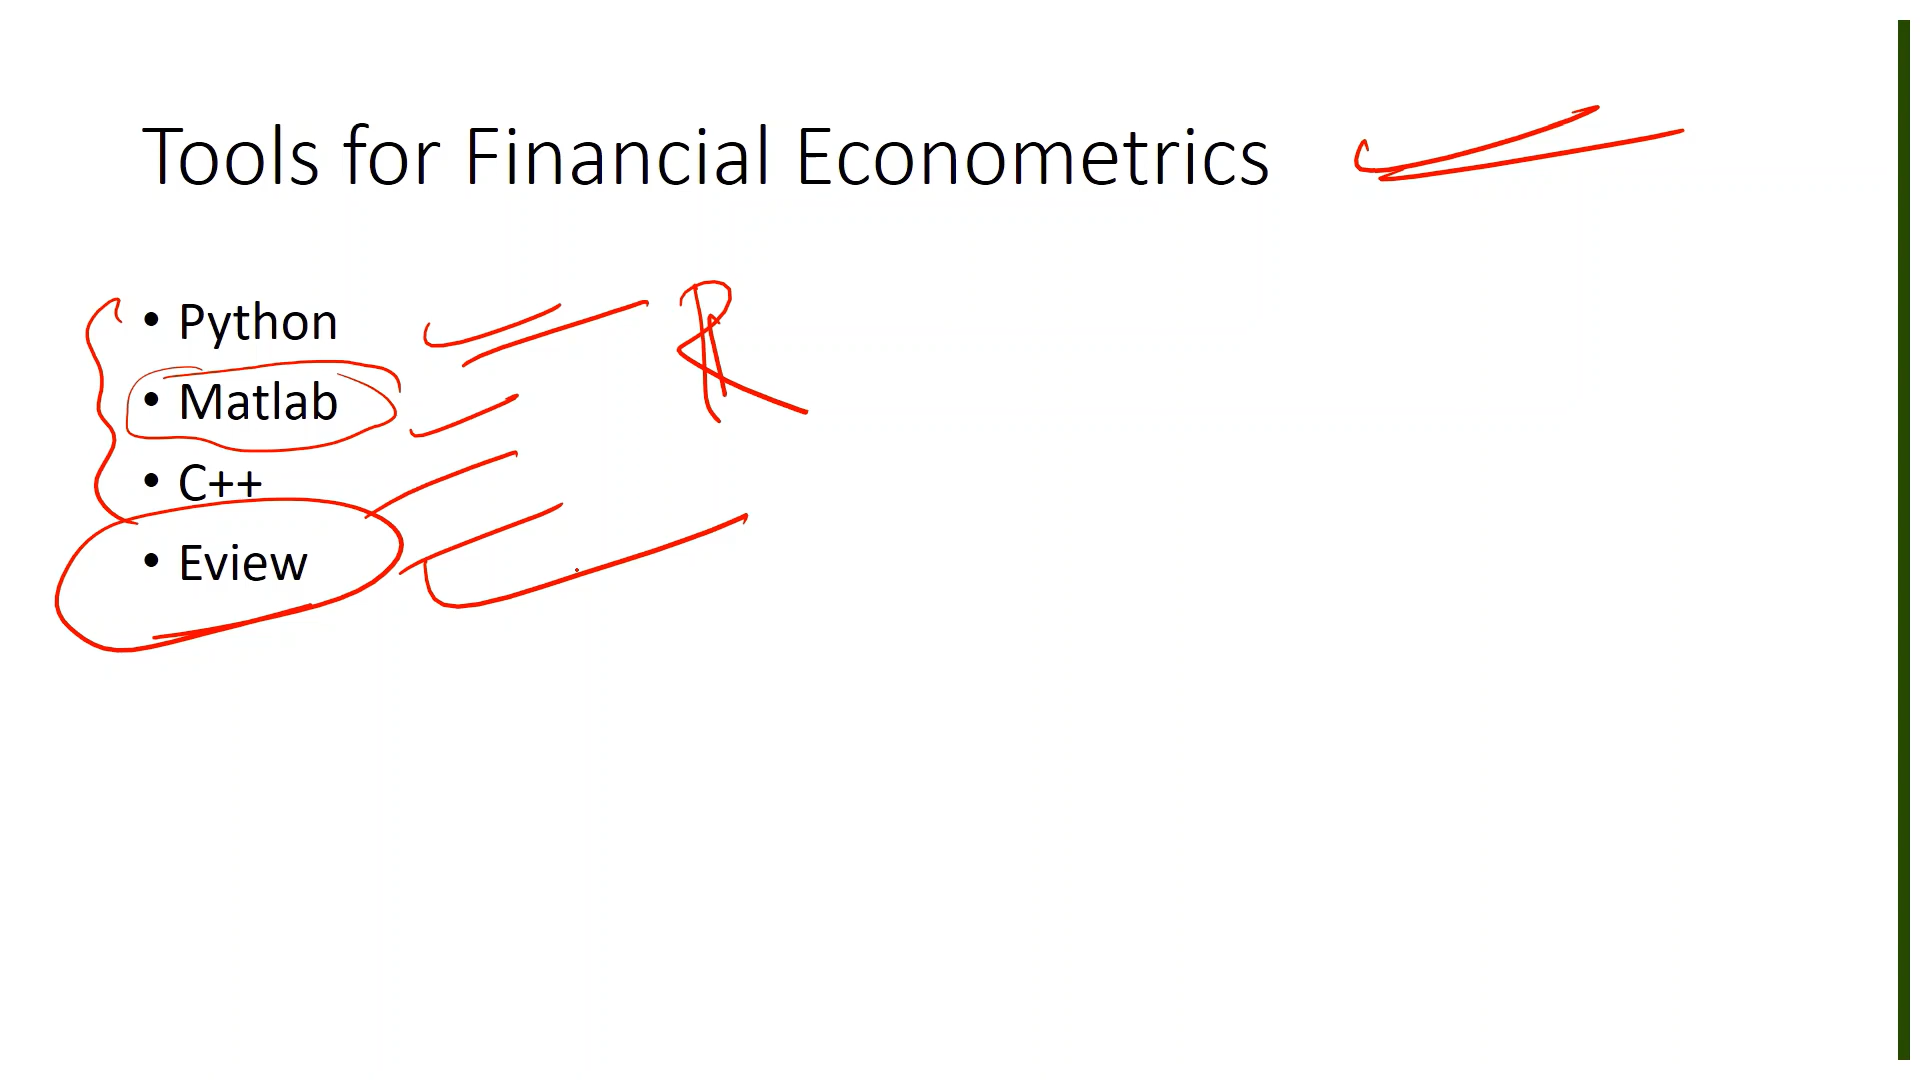 Tools for Financial Econometrics
• Python R
• Matlab
• C++
• Eview